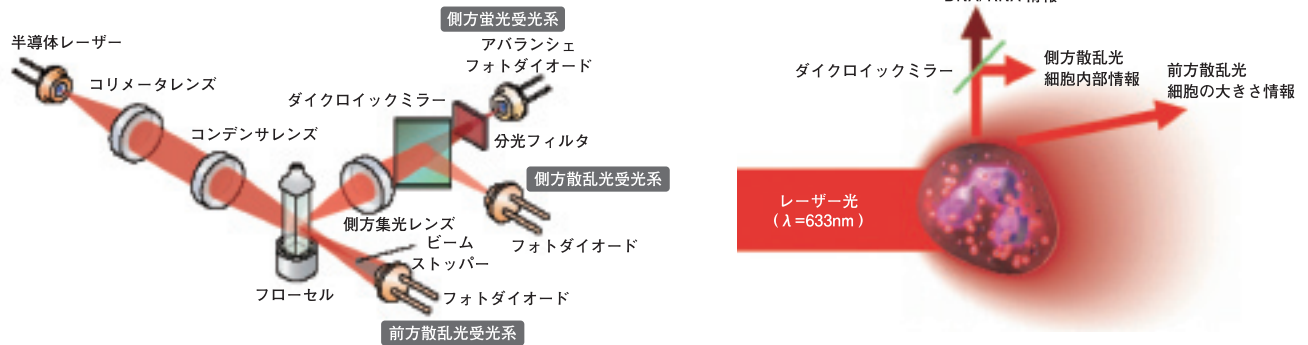 側方蛍光受光系
半導体レーザー
アバランシェ
フォトダイオード
コリメータレンズ
ダイクロイックミラー
コンデンサレンズ
分光フィルタ
側方散乱光受光系
側方集光レンズ
ビーム
ストッパー
フォトダイオード
フローセル
フォトダイオード
前方散乱光受光系
情報
ダイクロイックミラー
側方散乱光
細胞内部情報
前方散乱光
細胞の大きさ情報
レーザー光
(λ=633nm)